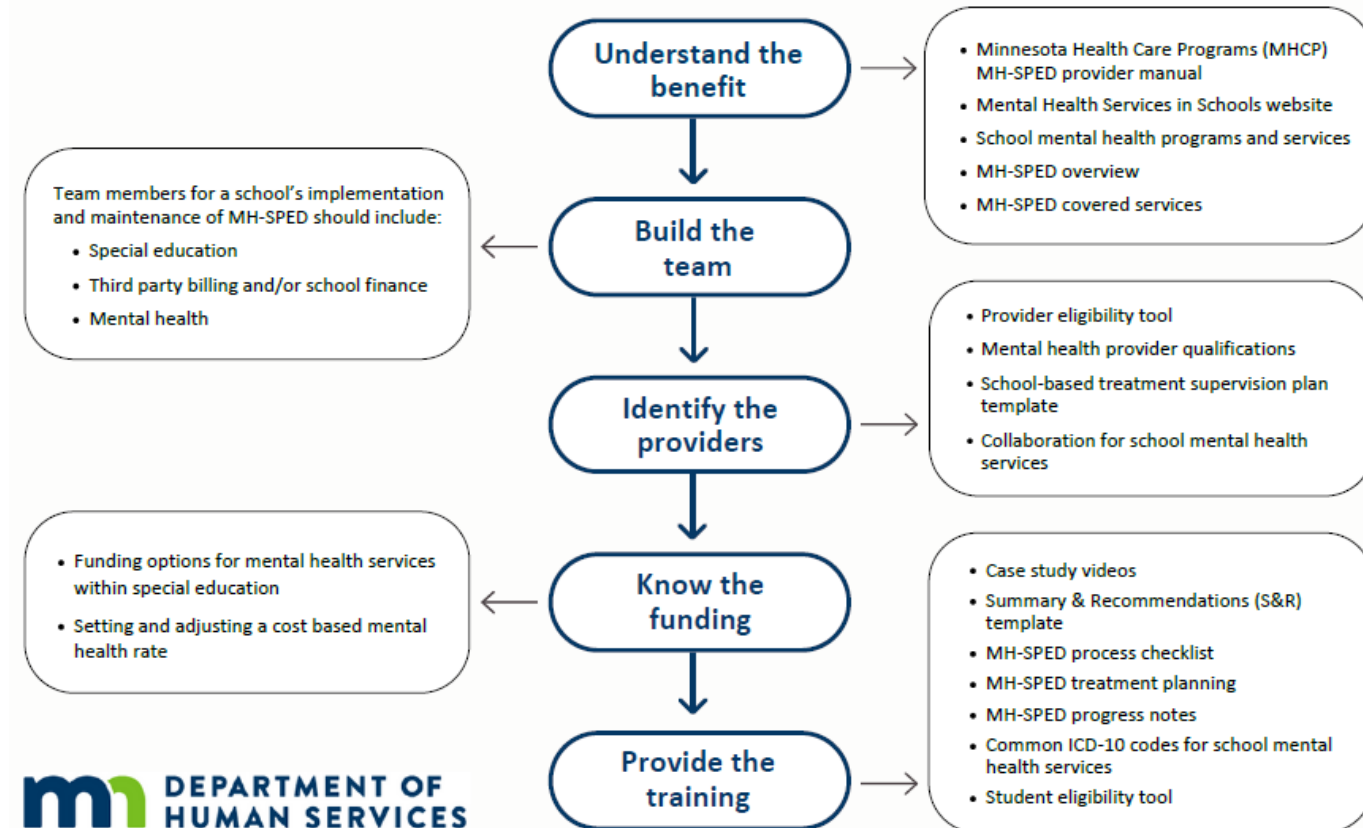 Understand the
benefit
• Minnesota Health Care Programs (MHCP)
MH-SPED provider manual
• Mental Health Services in Schools website
• School mental health programs and services
• MH-SPED overview
• MH-SPED covered services
Build the
team
Team members for a school's implementation
and maintenance of MH-SPED should include:
• Special education
• Third party billing and/or school finance
• Mental health
Identify the
providers
• Provider eligibility tool
• Mental health provider qualifications
• School-based treatment supervision plan
template
• Collaboration for school mental health
services
Know the
funding
• Funding options for mental health services
within special education
• Setting and adjusting a cost based mental
health rate
Provide the
training
• Case study videos
• Summary & Recommendations (S&R)
template
• MH-SPED process checklist
• MH-SPED treatment planning
• MH-SPED progress notes
• Common ICD-10 codes for school mental
health services
• Student eligibility tool
mn DEPARTMENT OF
HUMAN SERVICES